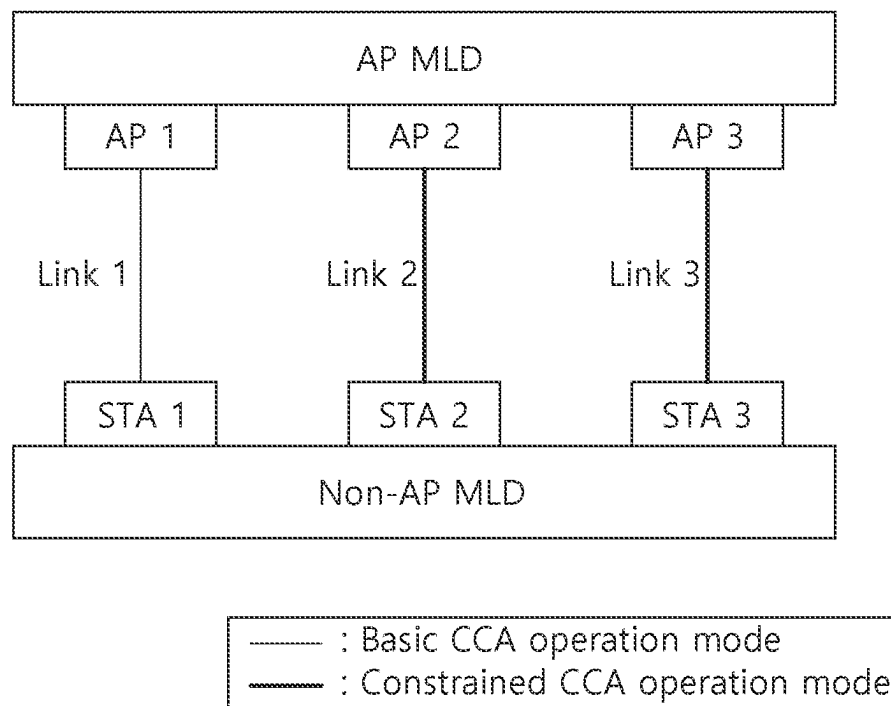 AP MLD
AP 1 AP 2 AP 3
Link 1 Link 2 Link 3
STA 1 STA 2 STA 3
Non-AP MLD
: Basic CCA operation mode
: Constrained CCA operation mode